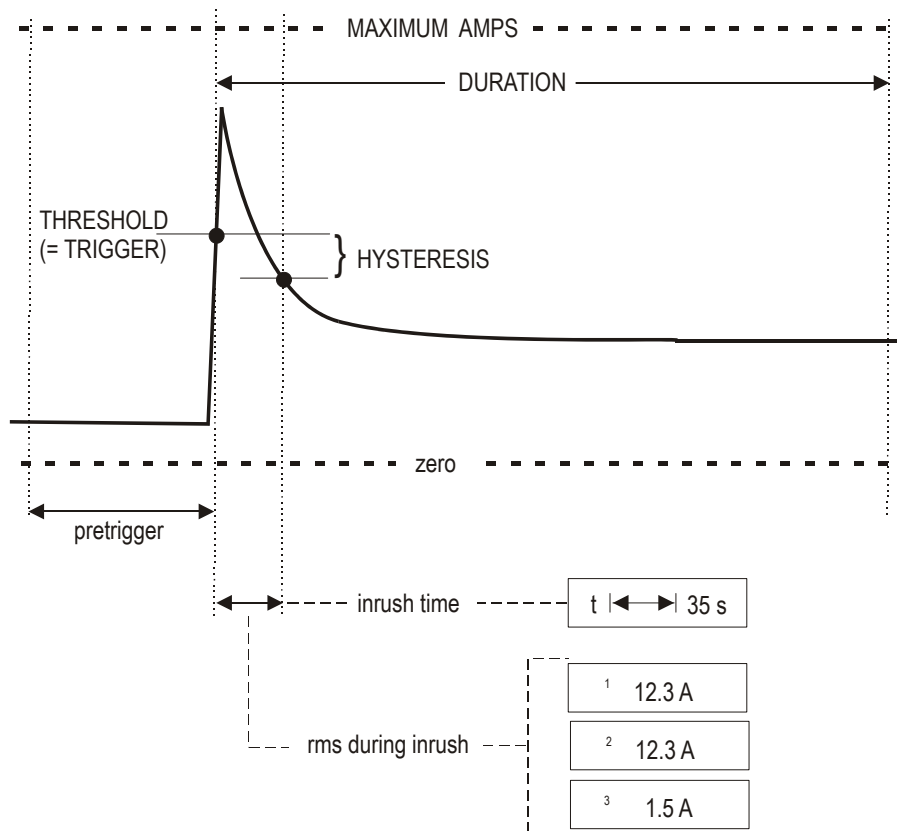 MAXIMUM AMPS
DURATION
THRESHOLD
(= TRIGGER)
HYSTERESIS
zero
pretrigger
inrush time
t 35 s
1 12.3 A
rms during inrush
2 12.3 A
3 1.5 A